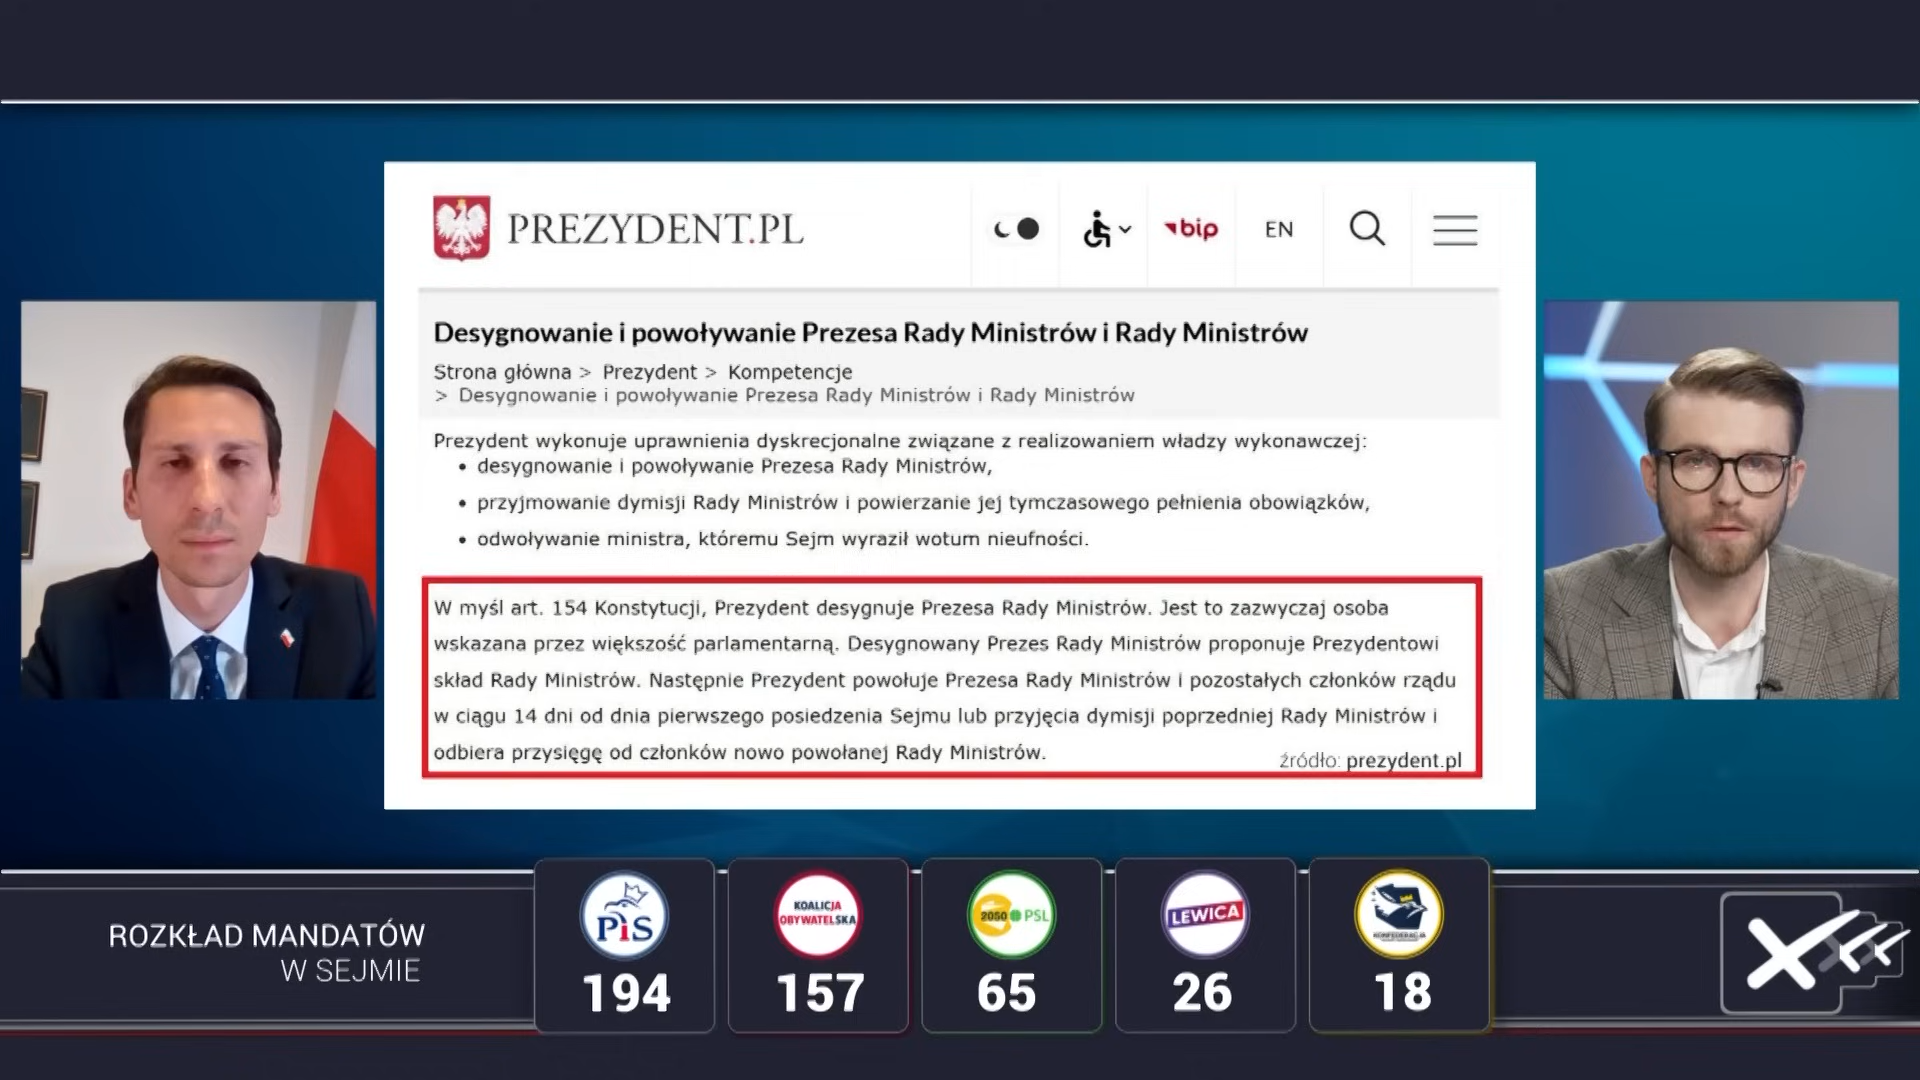 PREZYDENT.PL
bip
EN
Desygnowanie i powoływanie Prezesa Rady Ministrów i Rady Ministrów
Strona główna > Prezydent > Kompetencje
> Desygnowanie i powoływanie Prezesa Rady Ministrów i Rady Ministrów
Prezydent wykonuje uprawnienia dyskrecjonalne związane z realizowaniem władzy wykonawczej:
• desygnowanie i powoływanie Prezesa Rady Ministrów,
• przyjmowanie dymisji Rady Ministrów i powierzanie jej tymczasowego pełnienia obowiązków,
• odwoływanie ministra, któremu Sejm wyraził wotum nieufności.
W myśl art. 154 Konstytucji, Prezydent desygnuje Prezesa Rady Ministrów. Jest to zazwyczaj osoba
wskazana przez większość parlamentarną. Desygnowany Prezes Rady Ministrów proponuje Prezydentowi
skład Rady Ministrów. Następnie Prezydent powołuje Prezesa Rady Ministrów i pozostałych członków rządu
w ciągu 14 dni od dnia pierwszego posiedzenia Sejmu lub przyjęcia dymisji poprzedniej Rady Ministrów i
odbiera przysięgę od członków nowo powołanej Rady Ministrów.
źródło: prezydent.pl
ROZKŁAD MANDATÓW
W SEJMIE
PiS
194
KOALICJA
OBYWATELSKA
157
2050 PSL
65
LEWICA
26
KONFEDERACJA
18